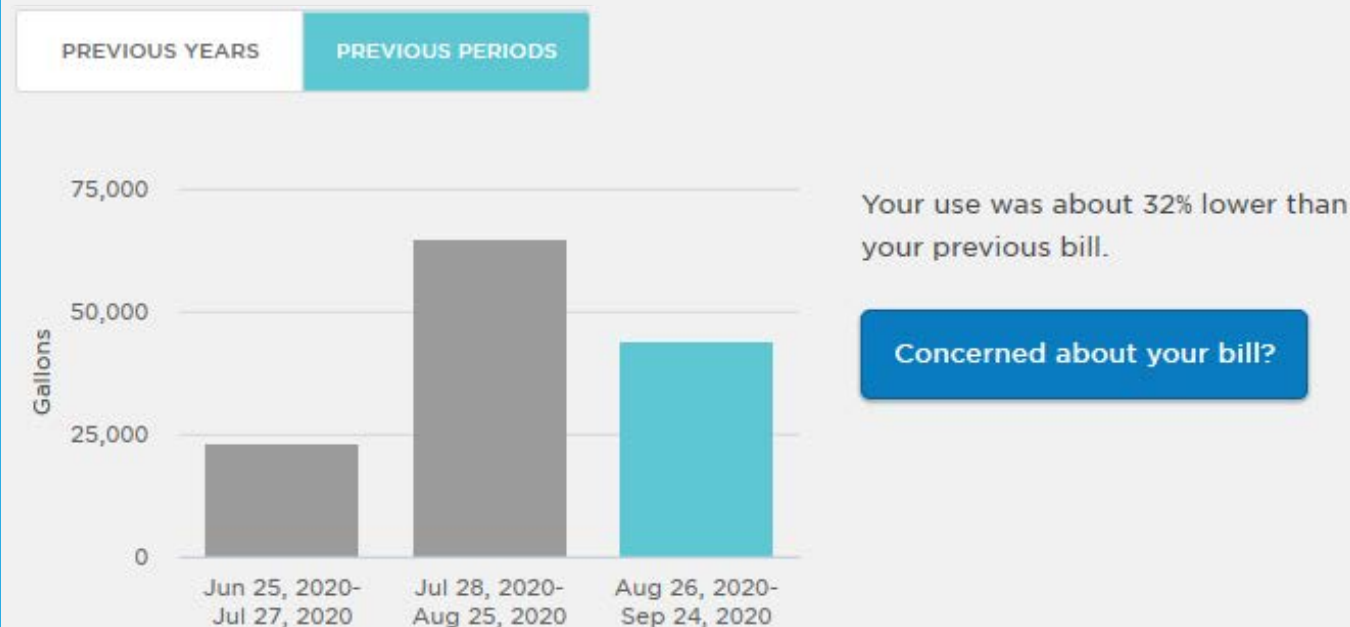 PREVIOUS YEARS
PREVIOUS PERIODS
75,000
50,000
25,000
0
Gallons
Jun 25, 2020-
Jul 27, 2020
Jul 28, 2020-
Aug 25, 2020
Aug 26, 2020-
Sep 24, 2020
Your use was about 32% lower than
your previous bill.
Concerned about your bill?